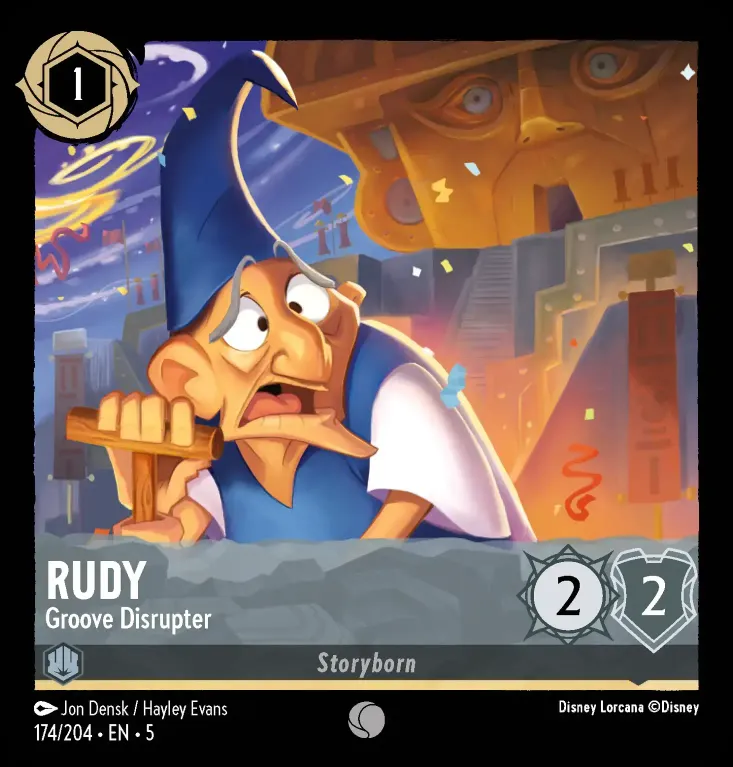 1
RUDY
Groove Disrupter
2 2
Storyborn
Jon Densk / Hayley Evans
Disney Lorcana ©Disney
174/204 • EN • 5